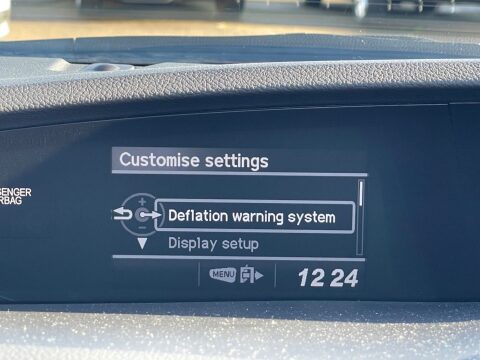 Customise settings
SENGER
RBAG
+
Deflation warning system
−
Display setup
MENU
12 24